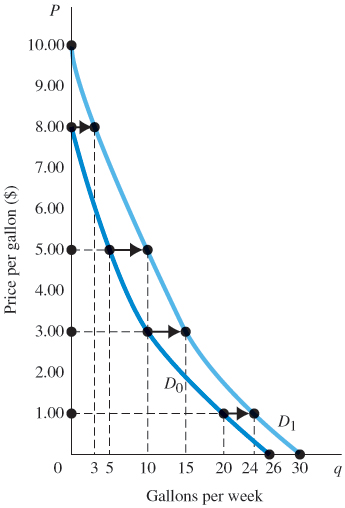 P
10.00
9.00
8.00
7.00
6.00
5.00
4.00
3.00
2.00
1.00
Price per gallon ($)
D0
D1
0 3 5 10 15 20 24 26 30 q
Gallons per week